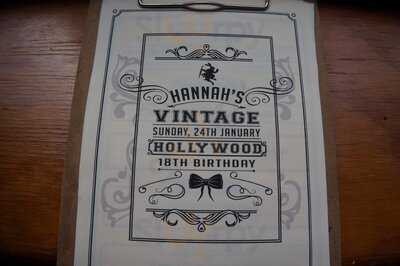 HANNAH'S
VINTAGE
SUNDAY, 24TH JANUARY
HOLLYWOOD
18TH BIRTHDAY